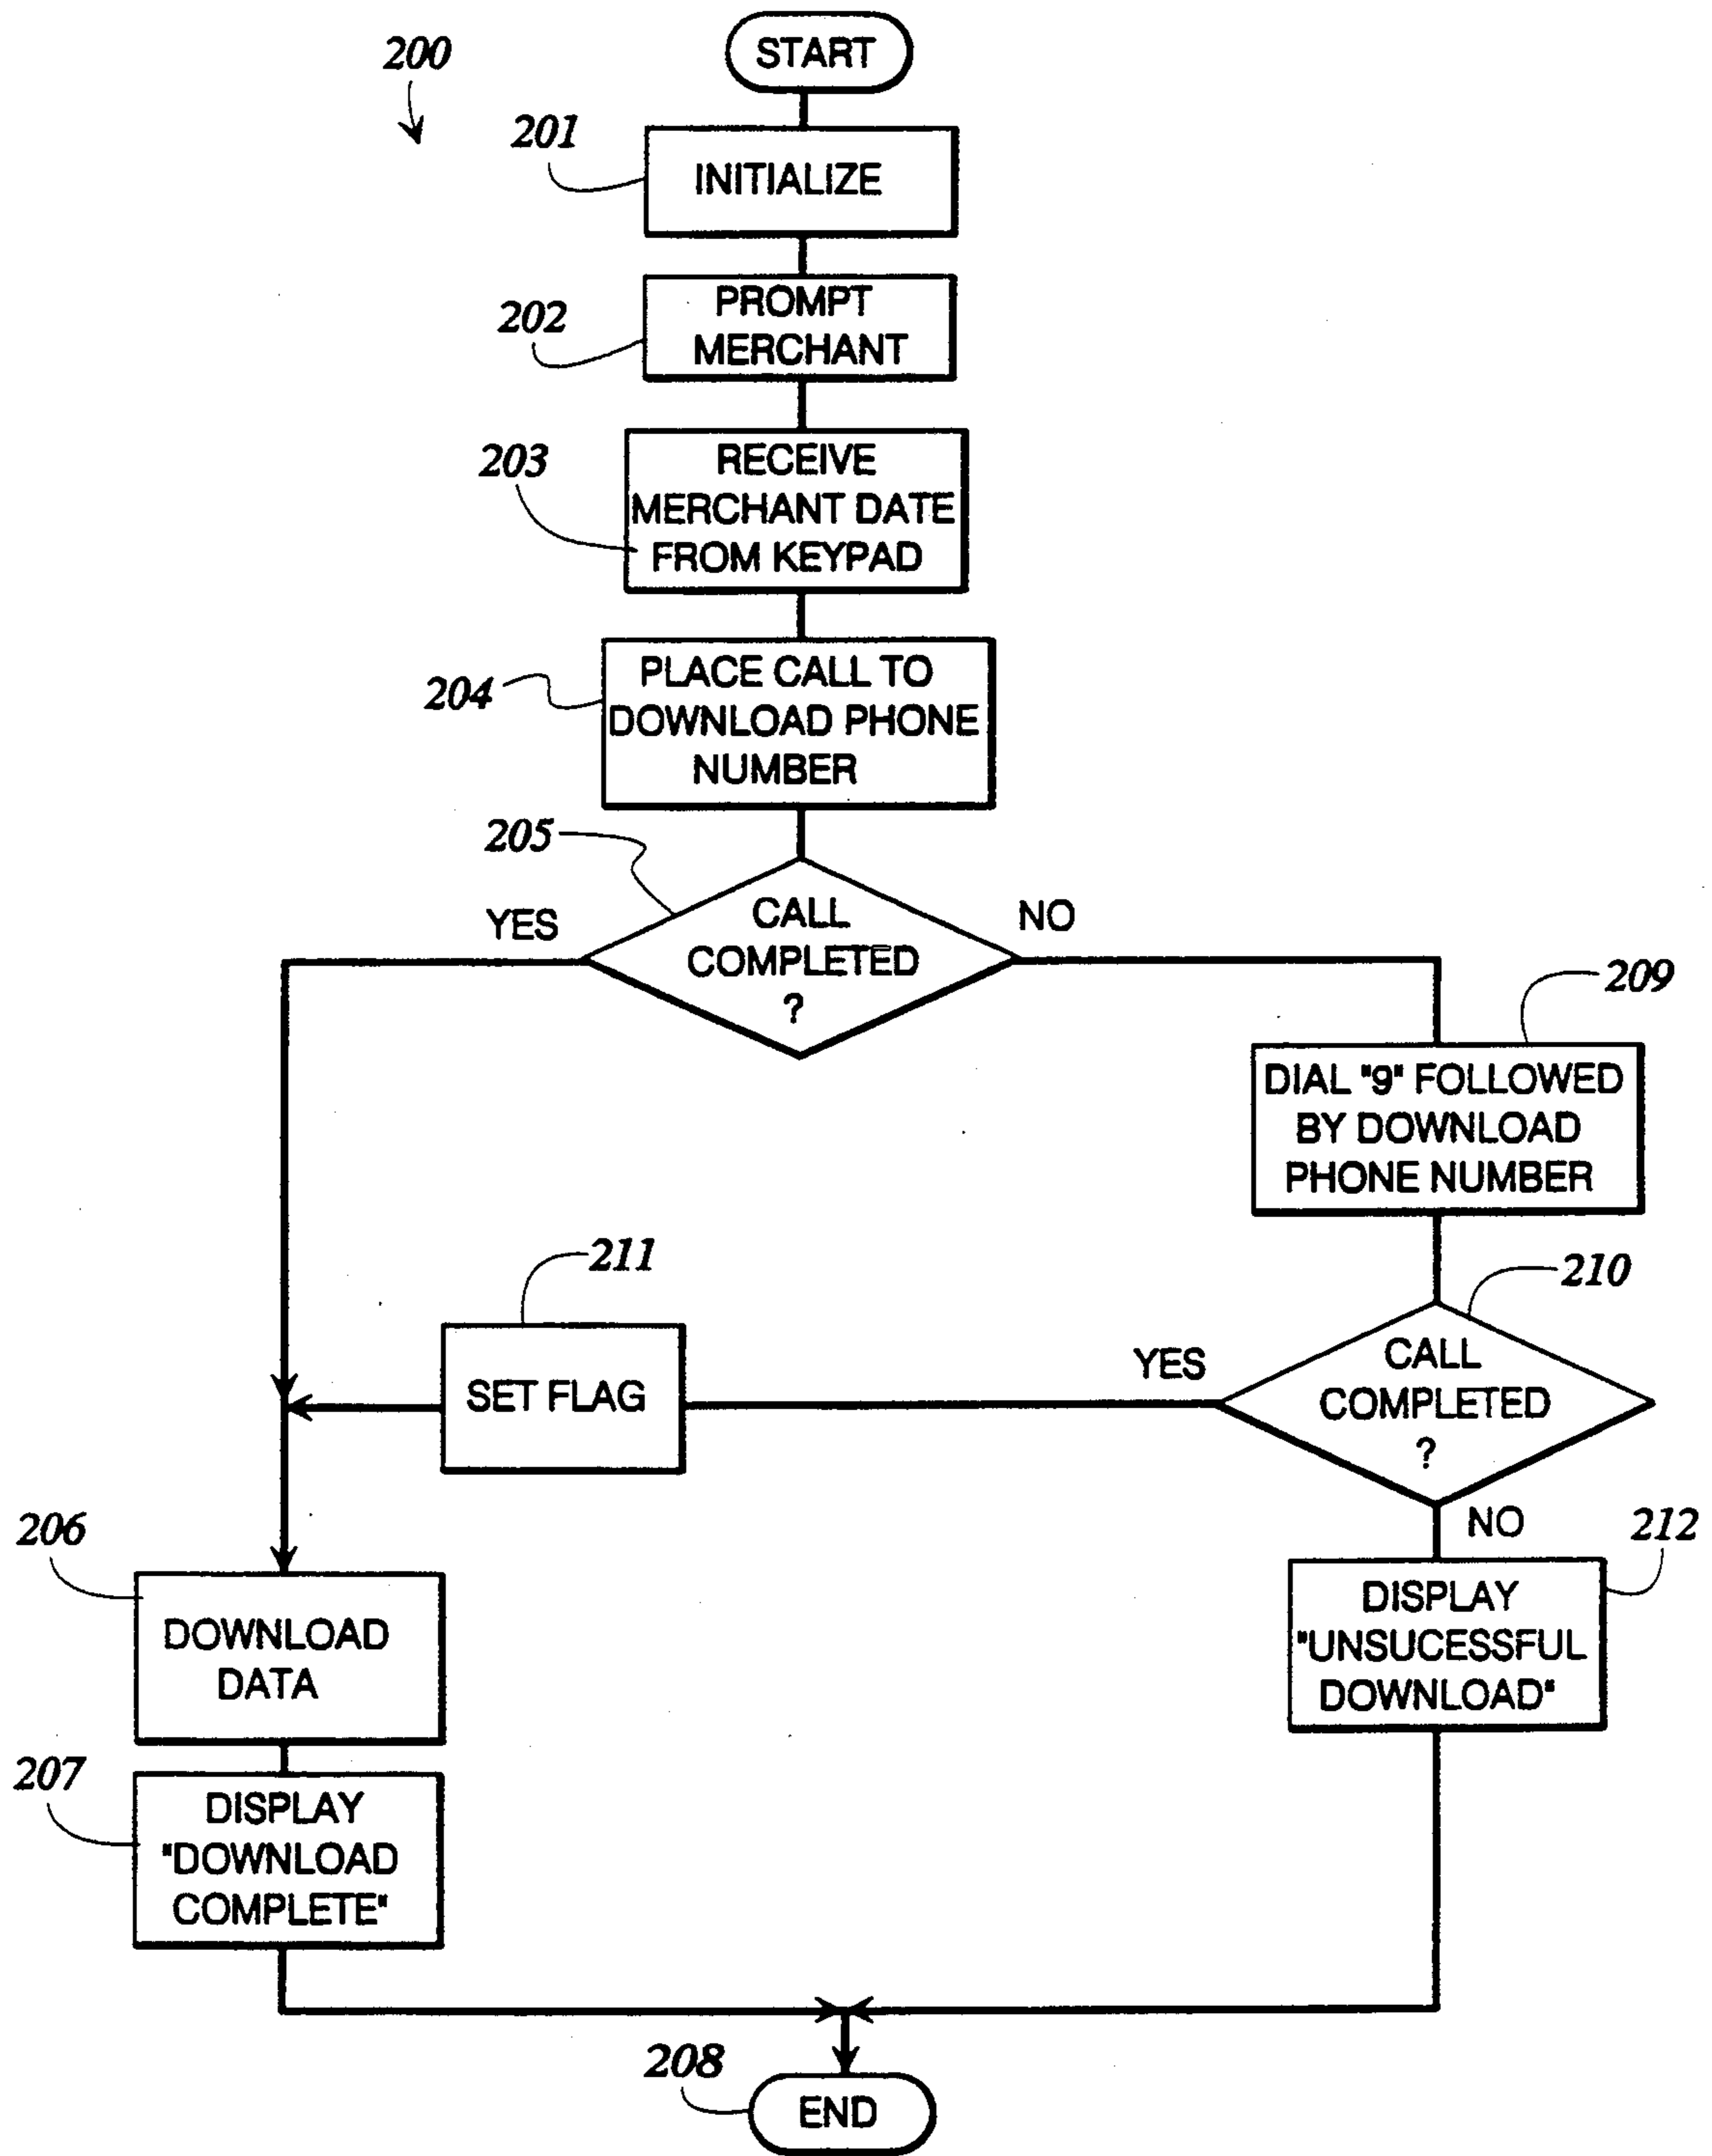 200
START
201
INITIALIZE
202
PROMPT
MERCHANT
203
RECEIVE
MERCHANT DATE
FROM KEYPAD
204
PLACE CALL TO
DOWNLOAD PHONE
NUMBER
205
CALL
COMPLETED
?
YES
NO
209
DIAL "9" FOLLOWED
BY DOWNLOAD
PHONE NUMBER
210
CALL
COMPLETED
?
YES
NO
211
SET FLAG
206
DOWNLOAD
DATA
212
DISPLAY
"UNSUCESSFUL
DOWNLOAD"
207
DISPLAY
"DOWNLOAD
COMPLETE"
208
END